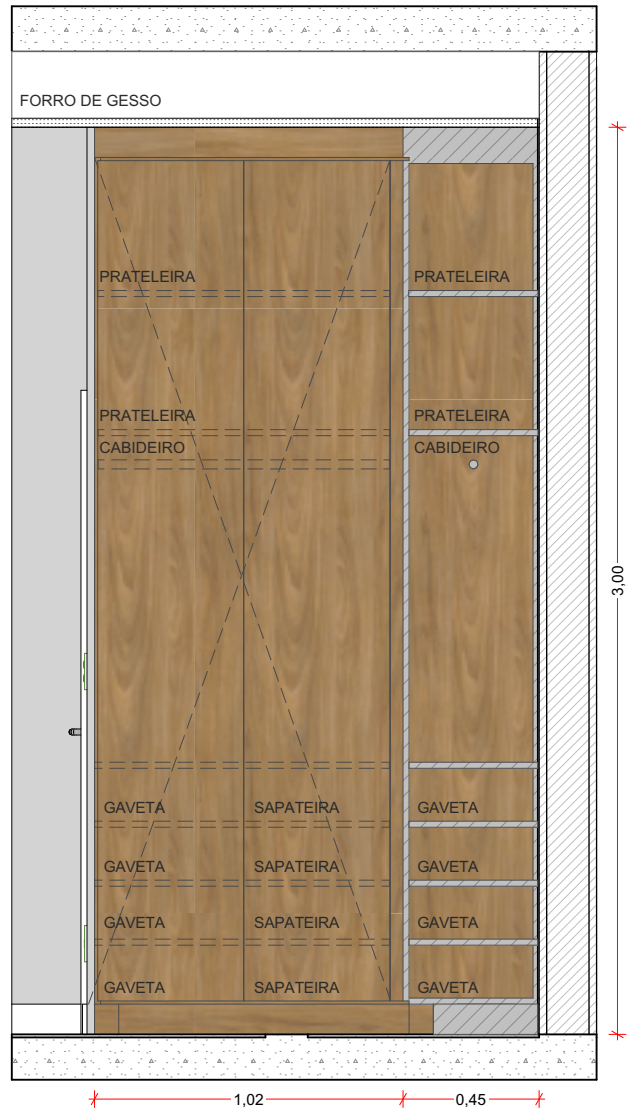 FORRO DE GESSO
PRATELEIRA PRATELEIRA
PRATELEIRA PRATELEIRA
CABIDEIRO CABIDEIRO
3,00
GAVETA SAPATEIRA GAVETA
GAVETA SAPATEIRA GAVETA
GAVETA SAPATEIRA GAVETA
GAVETA SAPATEIRA GAVETA
1,02 0,45